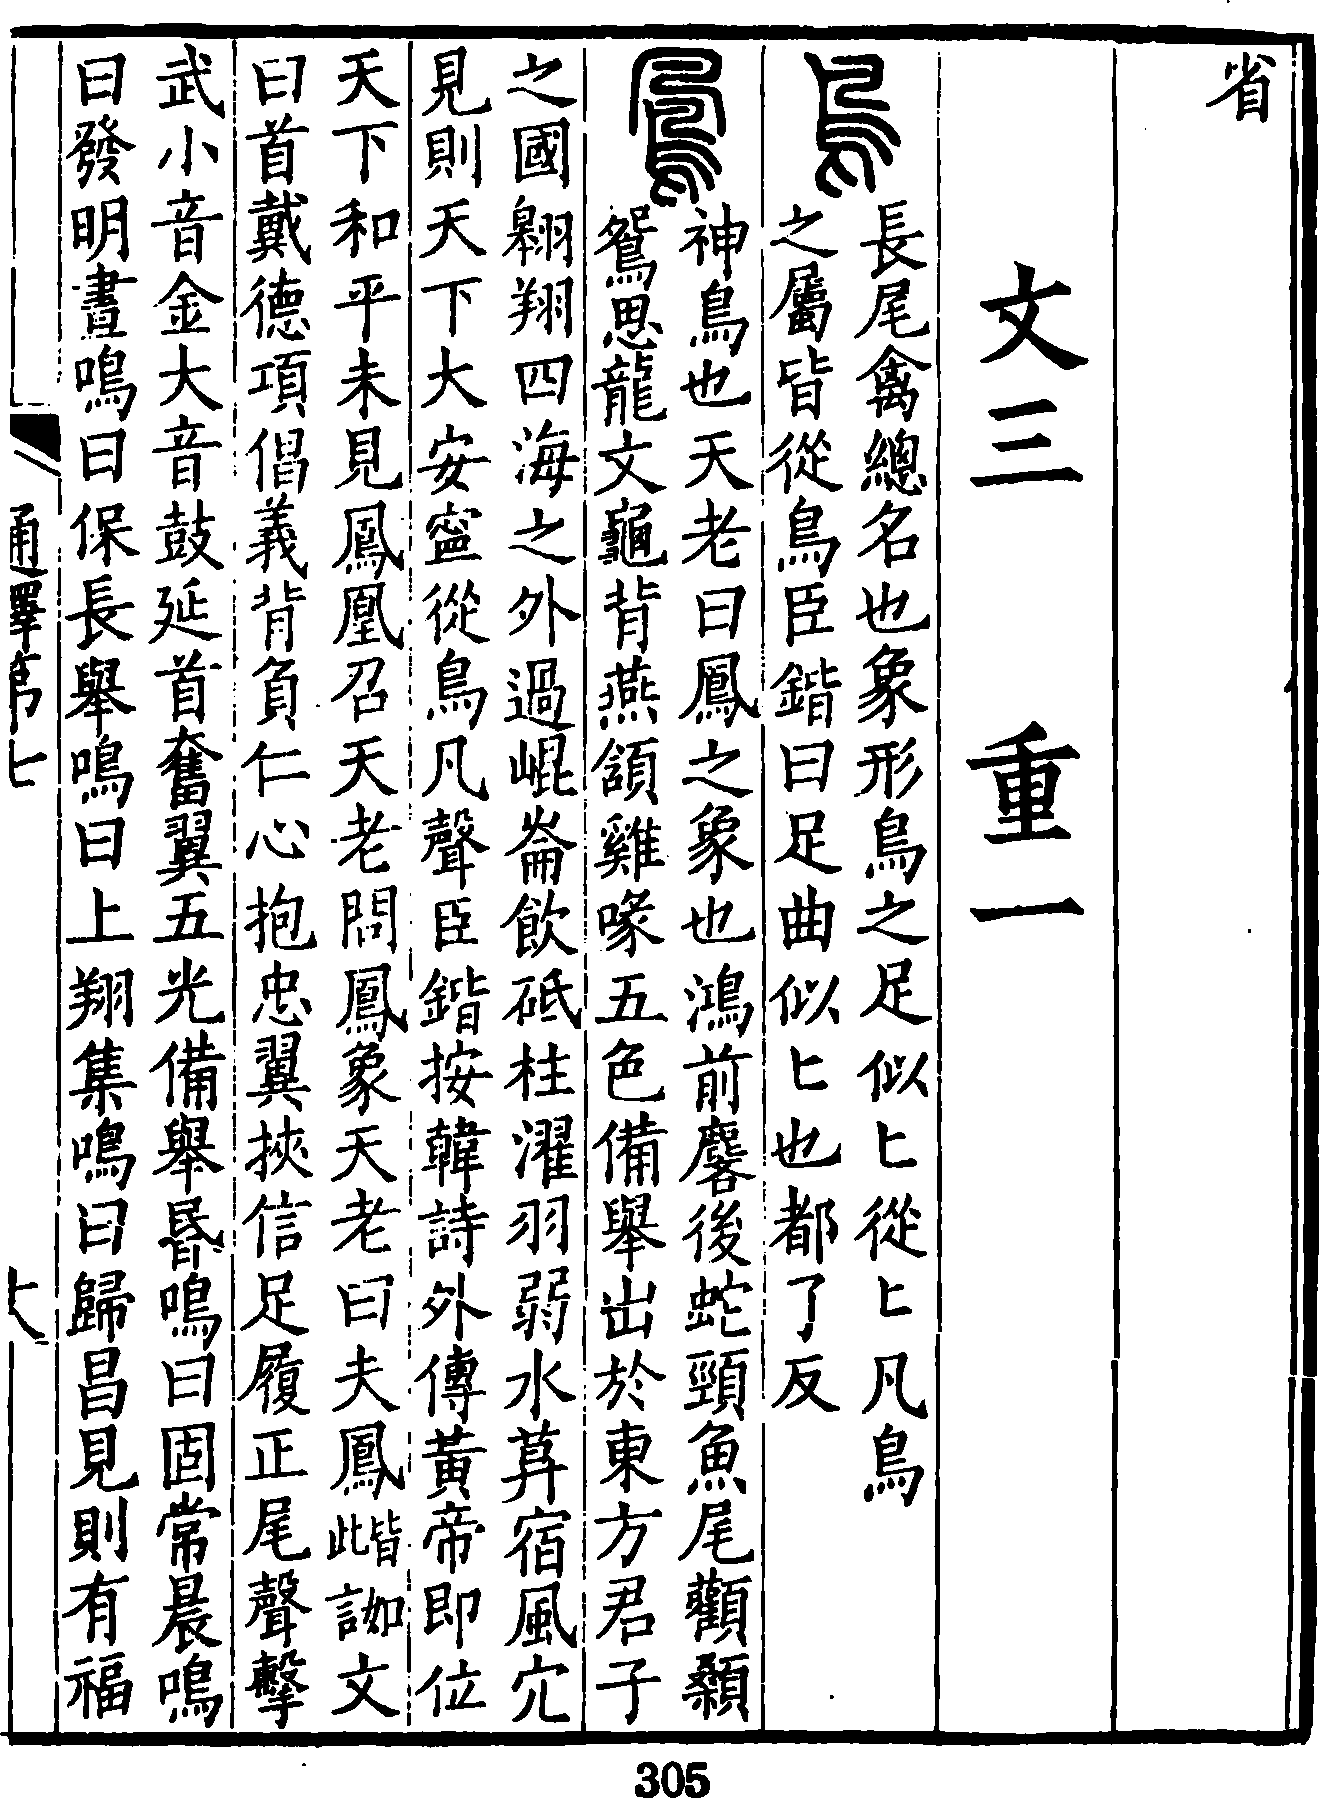 省
文三　重一
鳥
長尾禽總名也象形鳥之足似匕從匕凡鳥
之屬皆從鳥臣鍇曰足曲似匕也都了反
鳳
神鳥也天老曰鳳之象也鴻前麐後蛇頸魚尾鸛顙
鴛思龍文龜背燕頷雞喙五色備舉出於東方君子
之國翱翔四海之外過崐崙飲砥柱濯羽弱水莫宿風穴
見則天下大安寍從鳥凡聲臣鍇按韓詩外傳黃帝即位
天下和平未見鳳凰召天老問鳳象天老曰夫鳳皆如此言文
曰首戴德項倡義背負仁心抱忠翼挾信足履正尾聲擊
武小音金大音鼓延首奮翼五光備舉昬鳴曰固常晨鳴
曰發明晝鳴曰保長舉鳴曰上翔集鳴曰歸昌見則有福
通釋第七
305